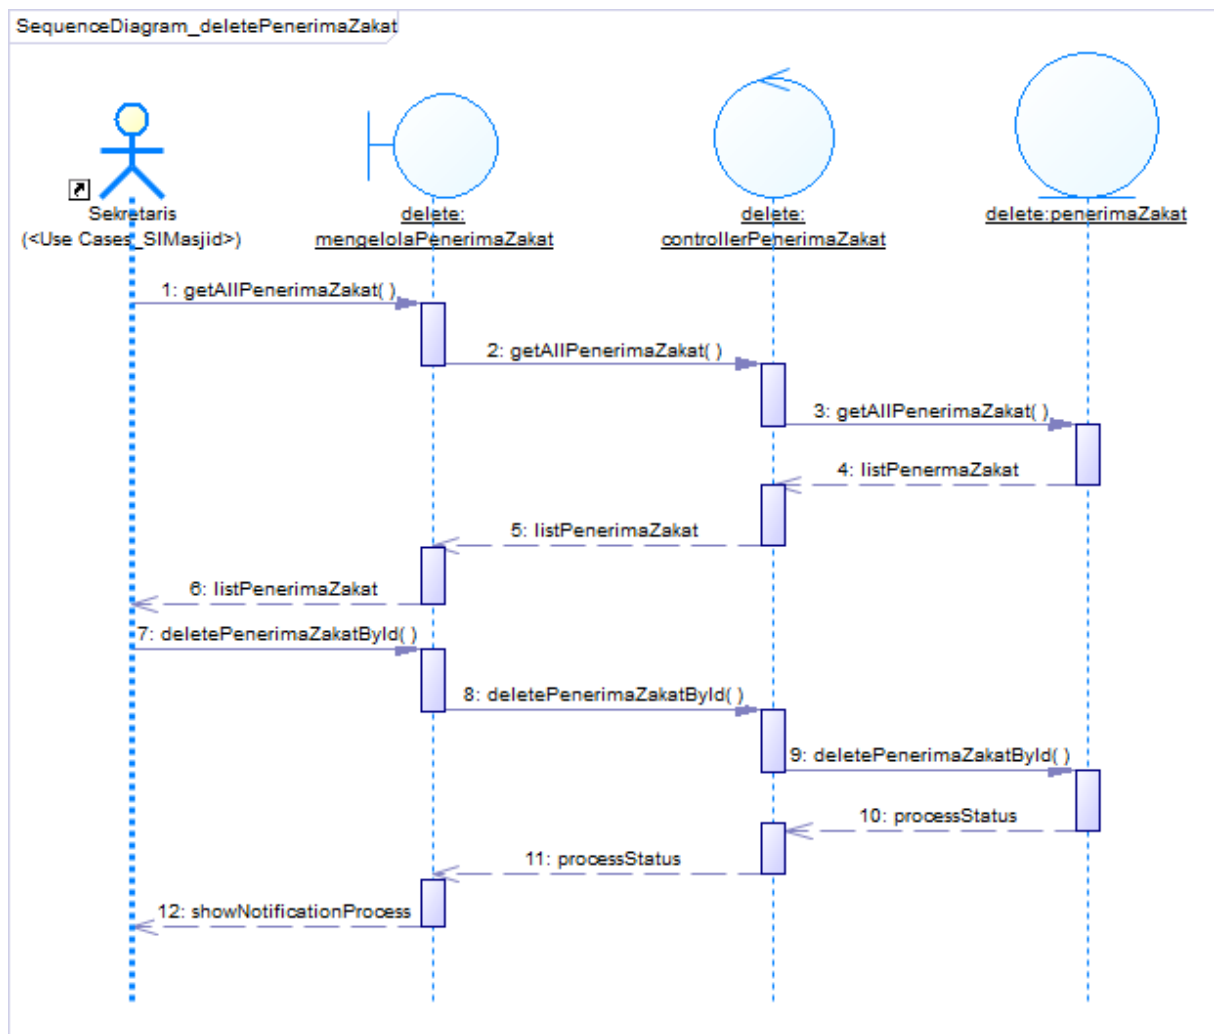 SequenceDiagram_deletePenerimaZakat
Sekretaris
(<Use Cases_SIMasjid>)
delete:
mengelolaPenerimaZakat
delete:
controllerPenerimaZakat
delete:penerimaZakat
1: getAllPenerimaZakat( )
2: getAllPenerimaZakat( )
3: getAllPenerimaZakat( )
4: listPenermaZakat
5: listPenerimaZakat
6: listPenerimaZakat
7: deletePenerimaZakatById( )
8: deletePenerimaZakatById( )
9: deletePenerimaZakatById( )
10: processStatus
11: processStatus
12: showNotificationProcess